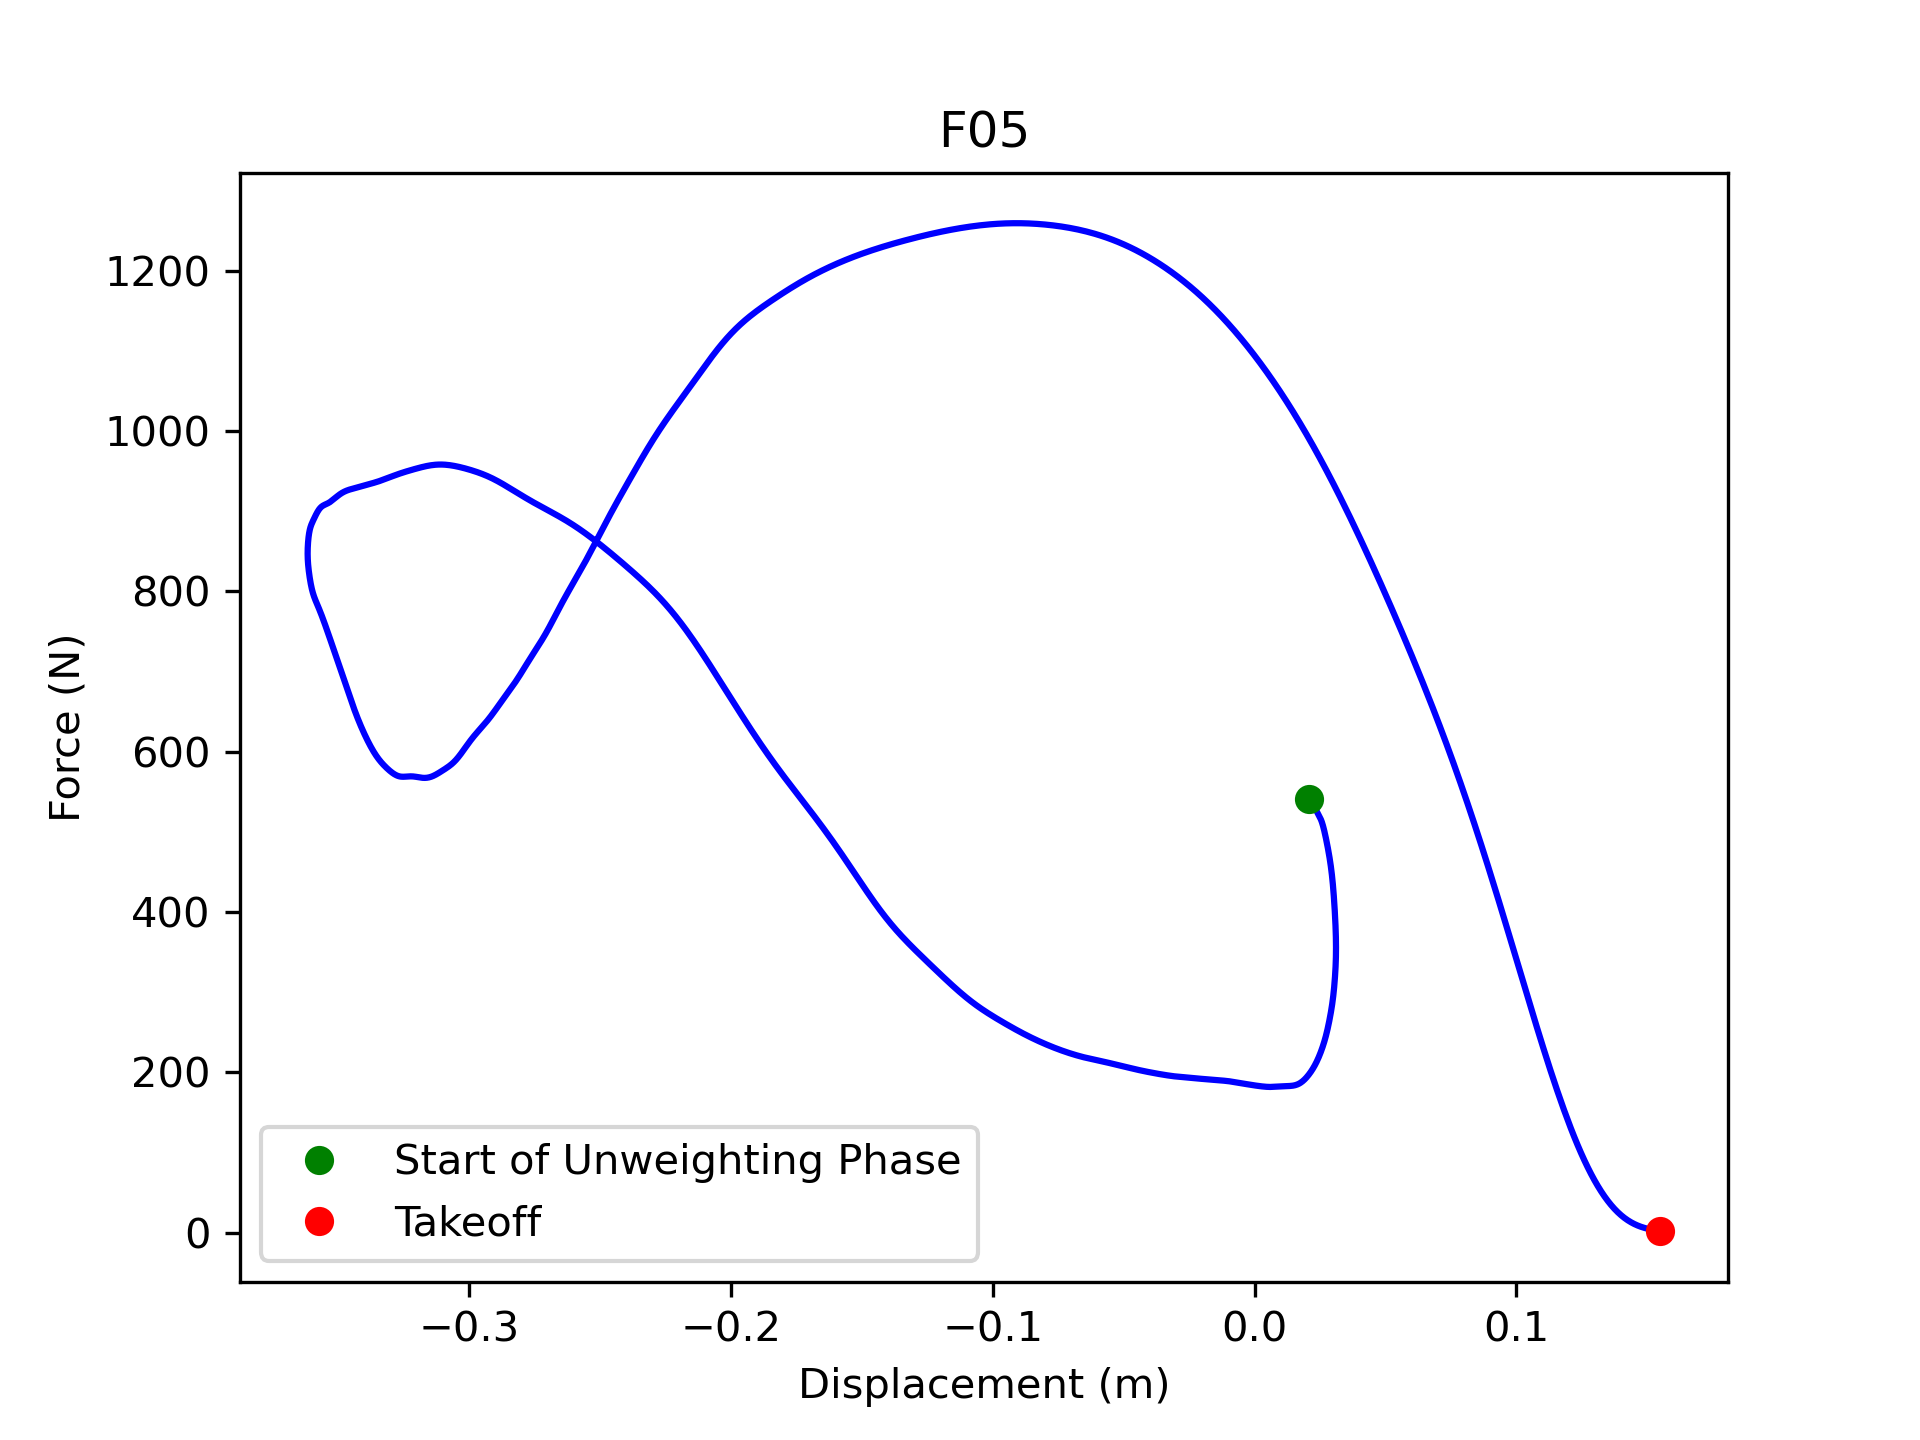 F05
1200
1000
800
600
400
200
0
Force (N)
Start of Unweighting Phase
Takeoff
−0.3 −0.2 −0.1 0.0 0.1
Displacement (m)